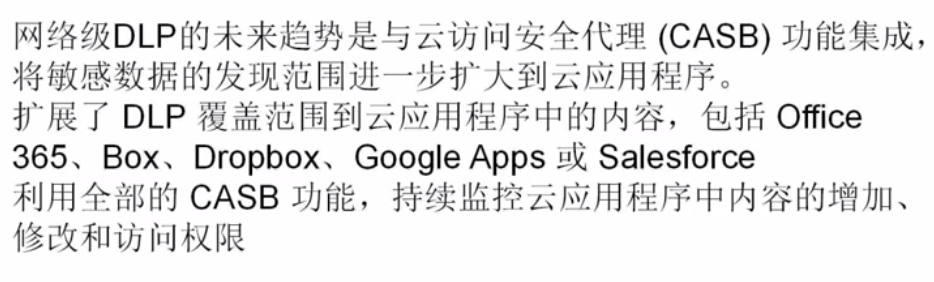 网络级DLP的未来趋势是与云访问安全代理 (CASB) 功能集成，
将敏感数据的发现范围进一步扩大到云应用程序。
扩展了 DLP 覆盖范围到云应用程序中的内容，包括 Office
365、Box、Dropbox、Google Apps 或 Salesforce
利用全部的 CASB 功能，持续监控云应用程序中内容的增加、
修改和访问权限